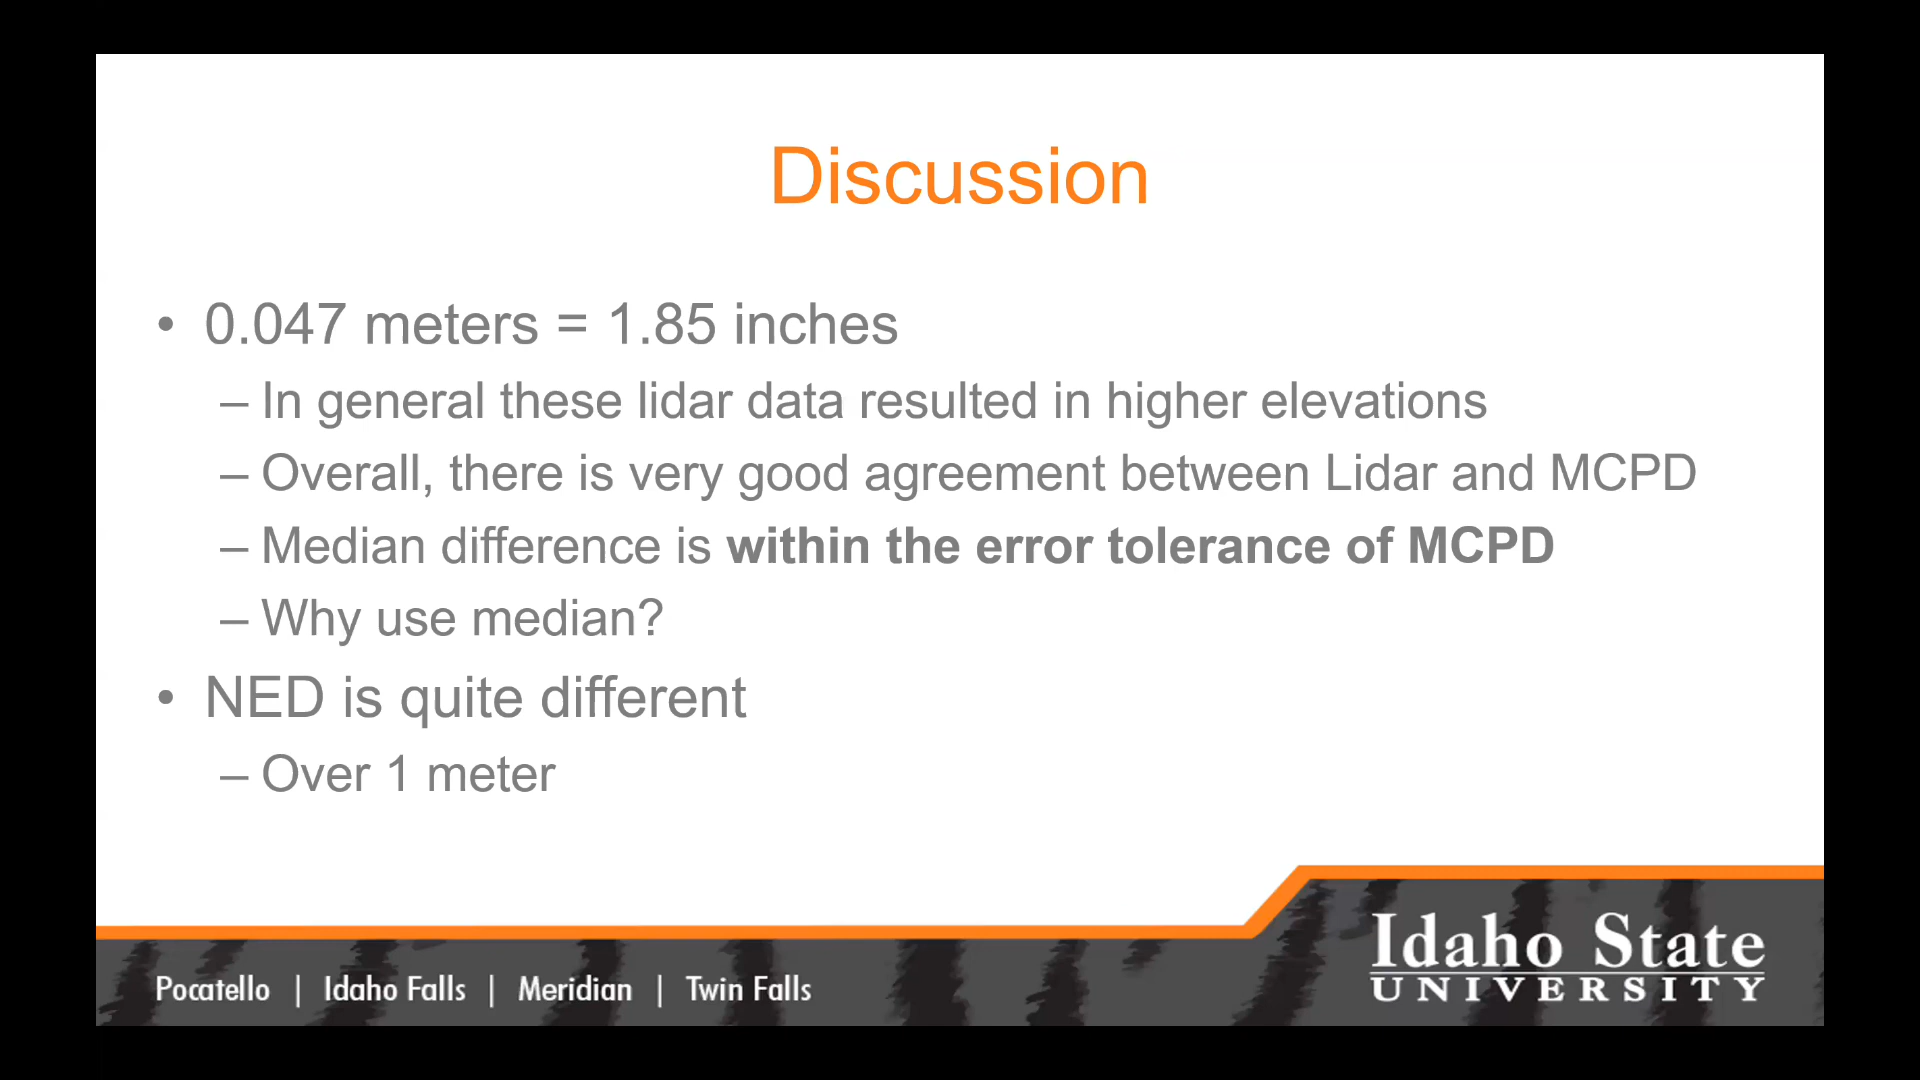 Discussion
• 0.047 meters = 1.85 inches
– In general these lidar data resulted in higher elevations
– Overall, there is very good agreement between Lidar and MCPD
– Median difference is within the error tolerance of MCPD
– Why use median?
• NED is quite different
– Over 1 meter
Pocatello | Idaho Falls | Meridian | Twin Falls
Idaho State
UNIVERSITY